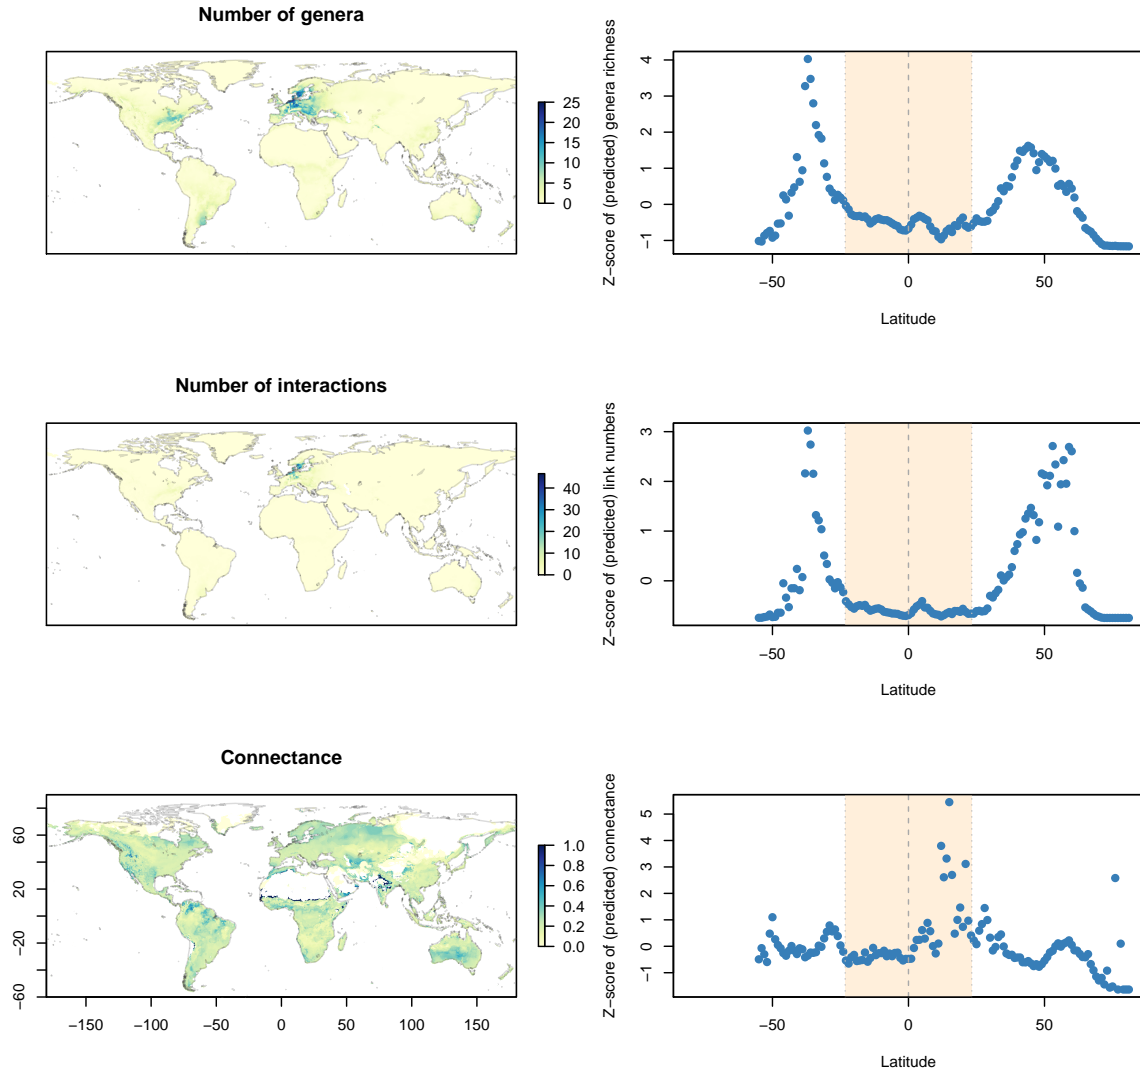 Number of genera
25
20
15
10
5
0
Z−score of (predicted) genera richness
4
3
2
1
0
−1
−50 0 50
Latitude
Number of interactions
40
30
20
10
0
Z−score of (predicted) link numbers
3
2
1
0
−50 0 50
Latitude
Connectance
60
20
−20
−60
−150 −100 −50 0 50 100 150
1.0
0.8
0.6
0.4
0.2
0.0
Z−score of (predicted) connectance
5
4
3
2
1
0
−1
−50 0 50
Latitude